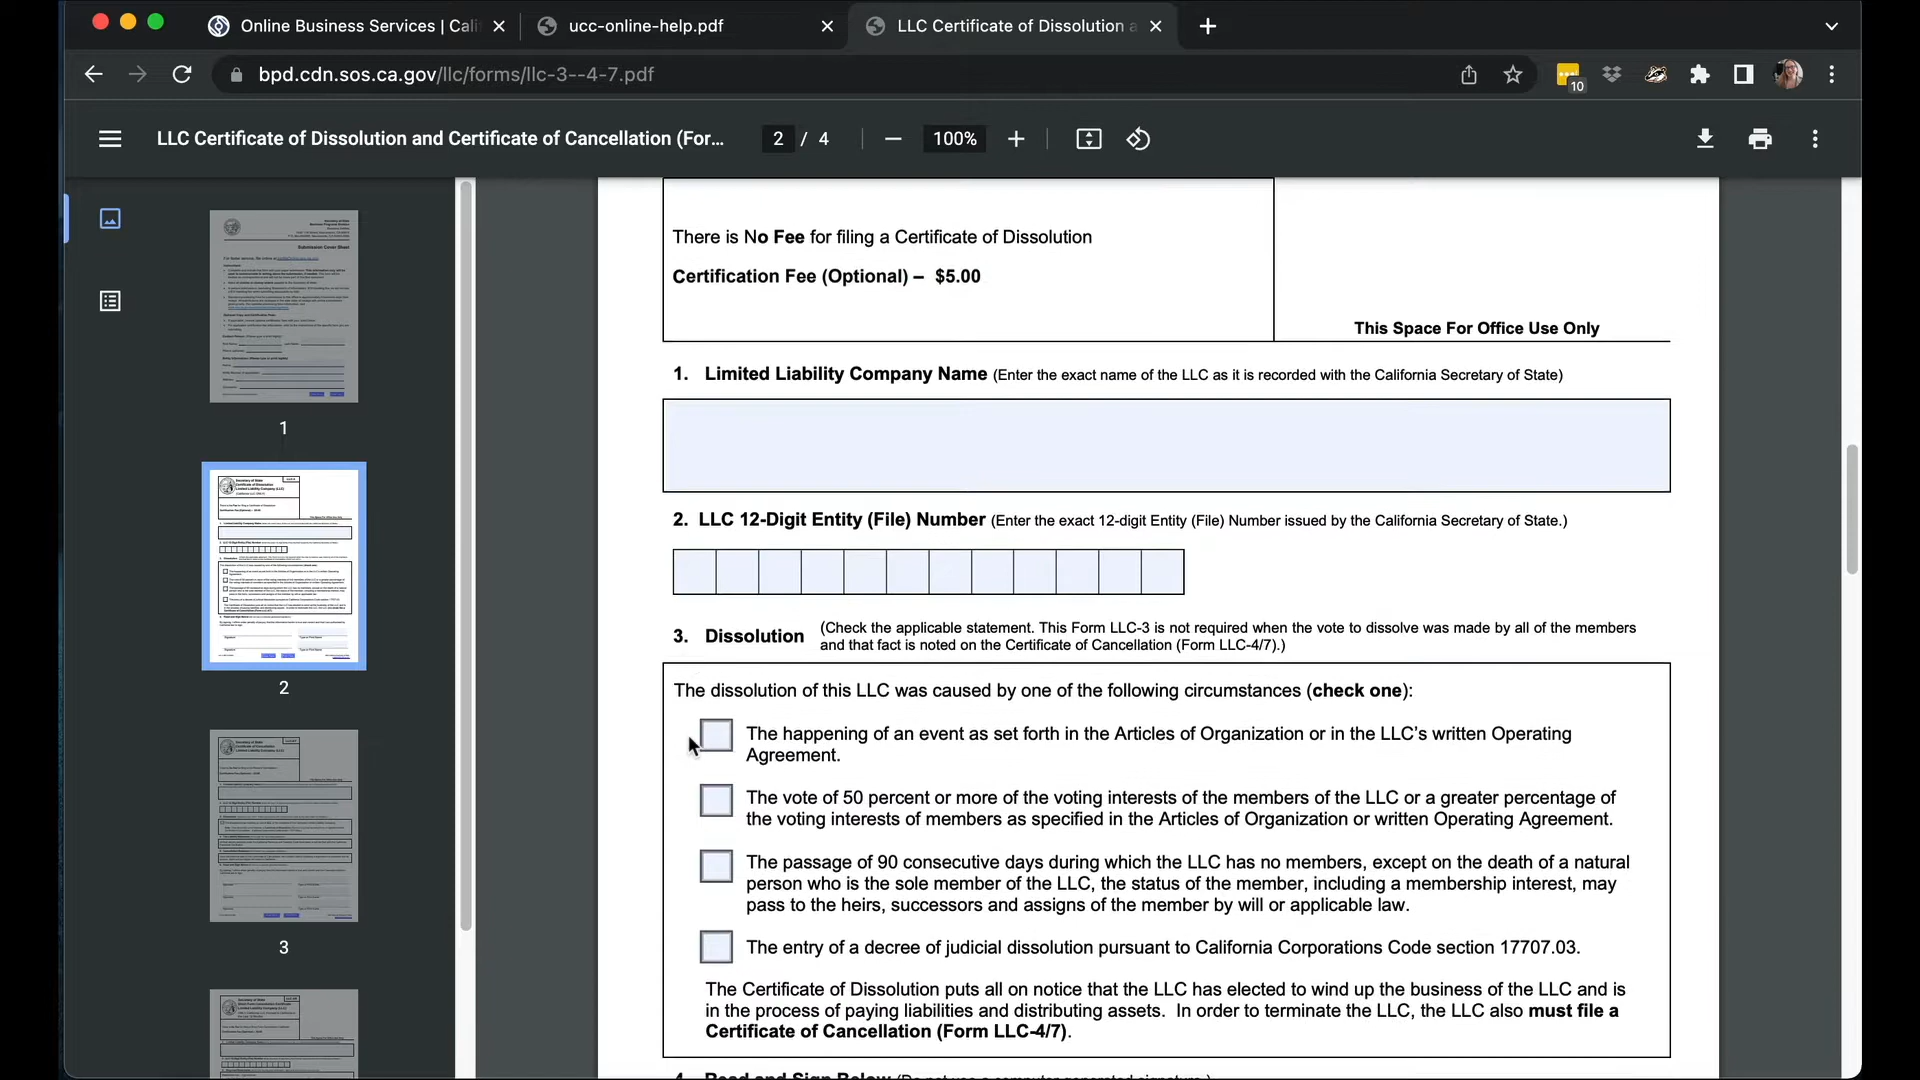 Online Business Services | Cali
ucc-online-help.pdf
LLC Certificate of Dissolution a
bpd.cdn.sos.ca.gov/llc/forms/llc-3--4-7.pdf
10
LLC Certificate of Dissolution and Certificate of Cancellation (For...
2 / 4
100%
1
2
3
There is No Fee for filing a Certificate of Dissolution
Certification Fee (Optional) – $5.00
This Space For Office Use Only
1. Limited Liability Company Name (Enter the exact name of the LLC as it is recorded with the California Secretary of State)
2. LLC 12-Digit Entity (File) Number (Enter the exact 12-digit Entity (File) Number issued by the California Secretary of State.)
3. Dissolution (Check the applicable statement. This Form LLC-3 is not required when the vote to dissolve was made by all of the members
and that fact is noted on the Certificate of Cancellation (Form LLC-4/7).)
The dissolution of this LLC was caused by one of the following circumstances (check one):
The happening of an event as set forth in the Articles of Organization or in the LLC's written Operating
Agreement.
The vote of 50 percent or more of the voting interests of the members of the LLC or a greater percentage of
the voting interests of members as specified in the Articles of Organization or written Operating Agreement.
The passage of 90 consecutive days during which the LLC has no members, except on the death of a natural
person who is the sole member of the LLC, the status of the member, including a membership interest, may
pass to the heirs, successors and assigns of the member by will or applicable law.
The entry of a decree of judicial dissolution pursuant to California Corporations Code section 17707.03.
The Certificate of Dissolution puts all on notice that the LLC has elected to wind up the business of the LLC and is
in the process of paying liabilities and distributing assets. In order to terminate the LLC, the LLC also must file a
Certificate of Cancellation (Form LLC-4/7).
4. Read and Sign Below (Do not use a computer generated signature.)